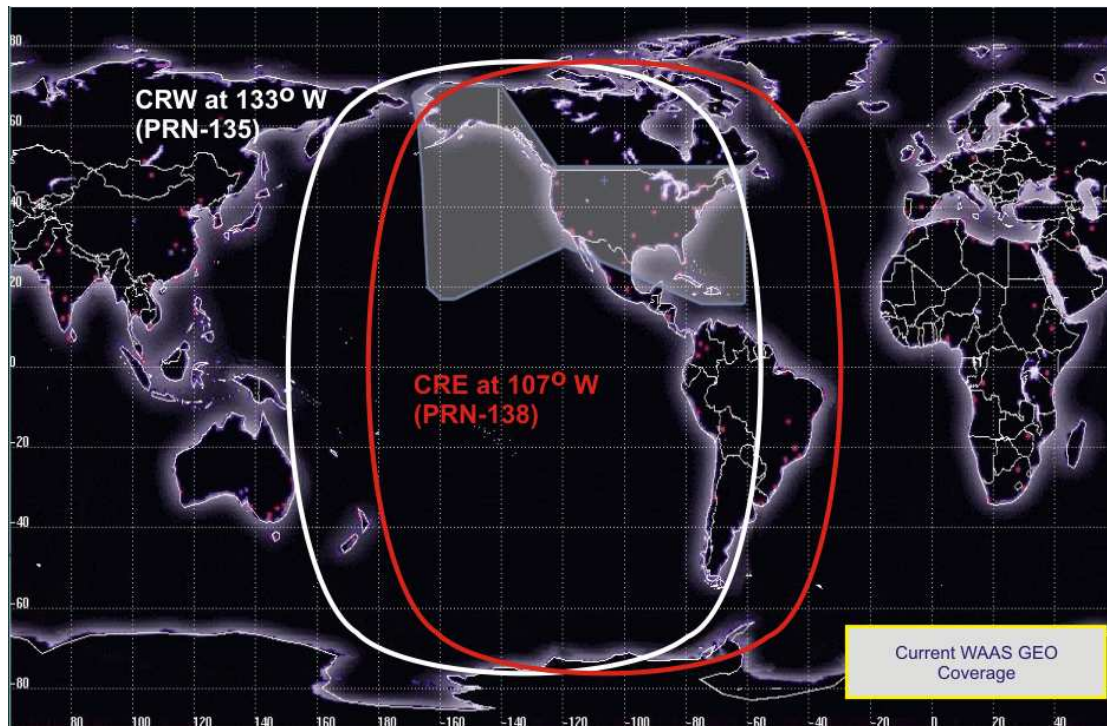 80
60
40
20
0
-20
-40
-60
-80
CRW at 133º W
(PRN-135)
CRE at 107º W
(PRN-138)
Current WAAS GEO
Coverage
80 100 120 140 160 180 -160 -140 -120 -100 -80 -60 -40 -20 0 20 40